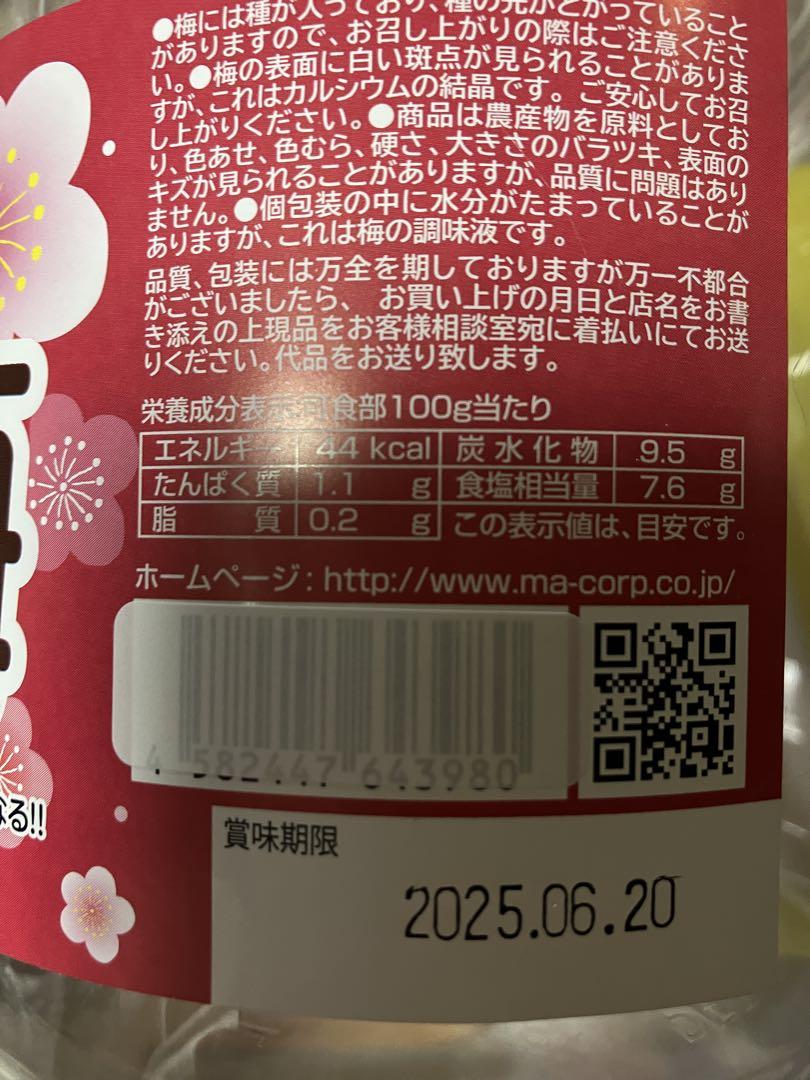 ●梅には種が入っており、種の先がとがっていること
がありますので、お召し上がりの際はご注意くださ
い。●梅の表面に白い斑点が見られることがありま
すが、これはカルシウムの結晶です。ご安心してお召
し上がりください。●商品は農産物を原料としてお
り、色あせ、色むら、硬さ、大きさのバラツキ、表面の
キズが見られることがありますが、品質に問題はあり
ません。●個包装の中に水分がたまっていることが
ありますが、これは梅の調味液です。
品質、包装には万全を期しておりますが万一不都合
がございましたら、 お買い上げの月日と店名をお書
き添えの上現品をお客様相談室宛に着払いにてお送
りください。代品をお送り致します。
栄養成分表示 可食部100g当たり
エネルギー 44 kcal 炭水化物 9.5 g
たんぱく質 1.1 g 食塩相当量 7.6 g
脂質 0.2 g この表示値は、目安です。
ホームページ：http://www.ma-corp.co.jp/
4 582447 643980
なる!!
賞味期限
2025.06.20